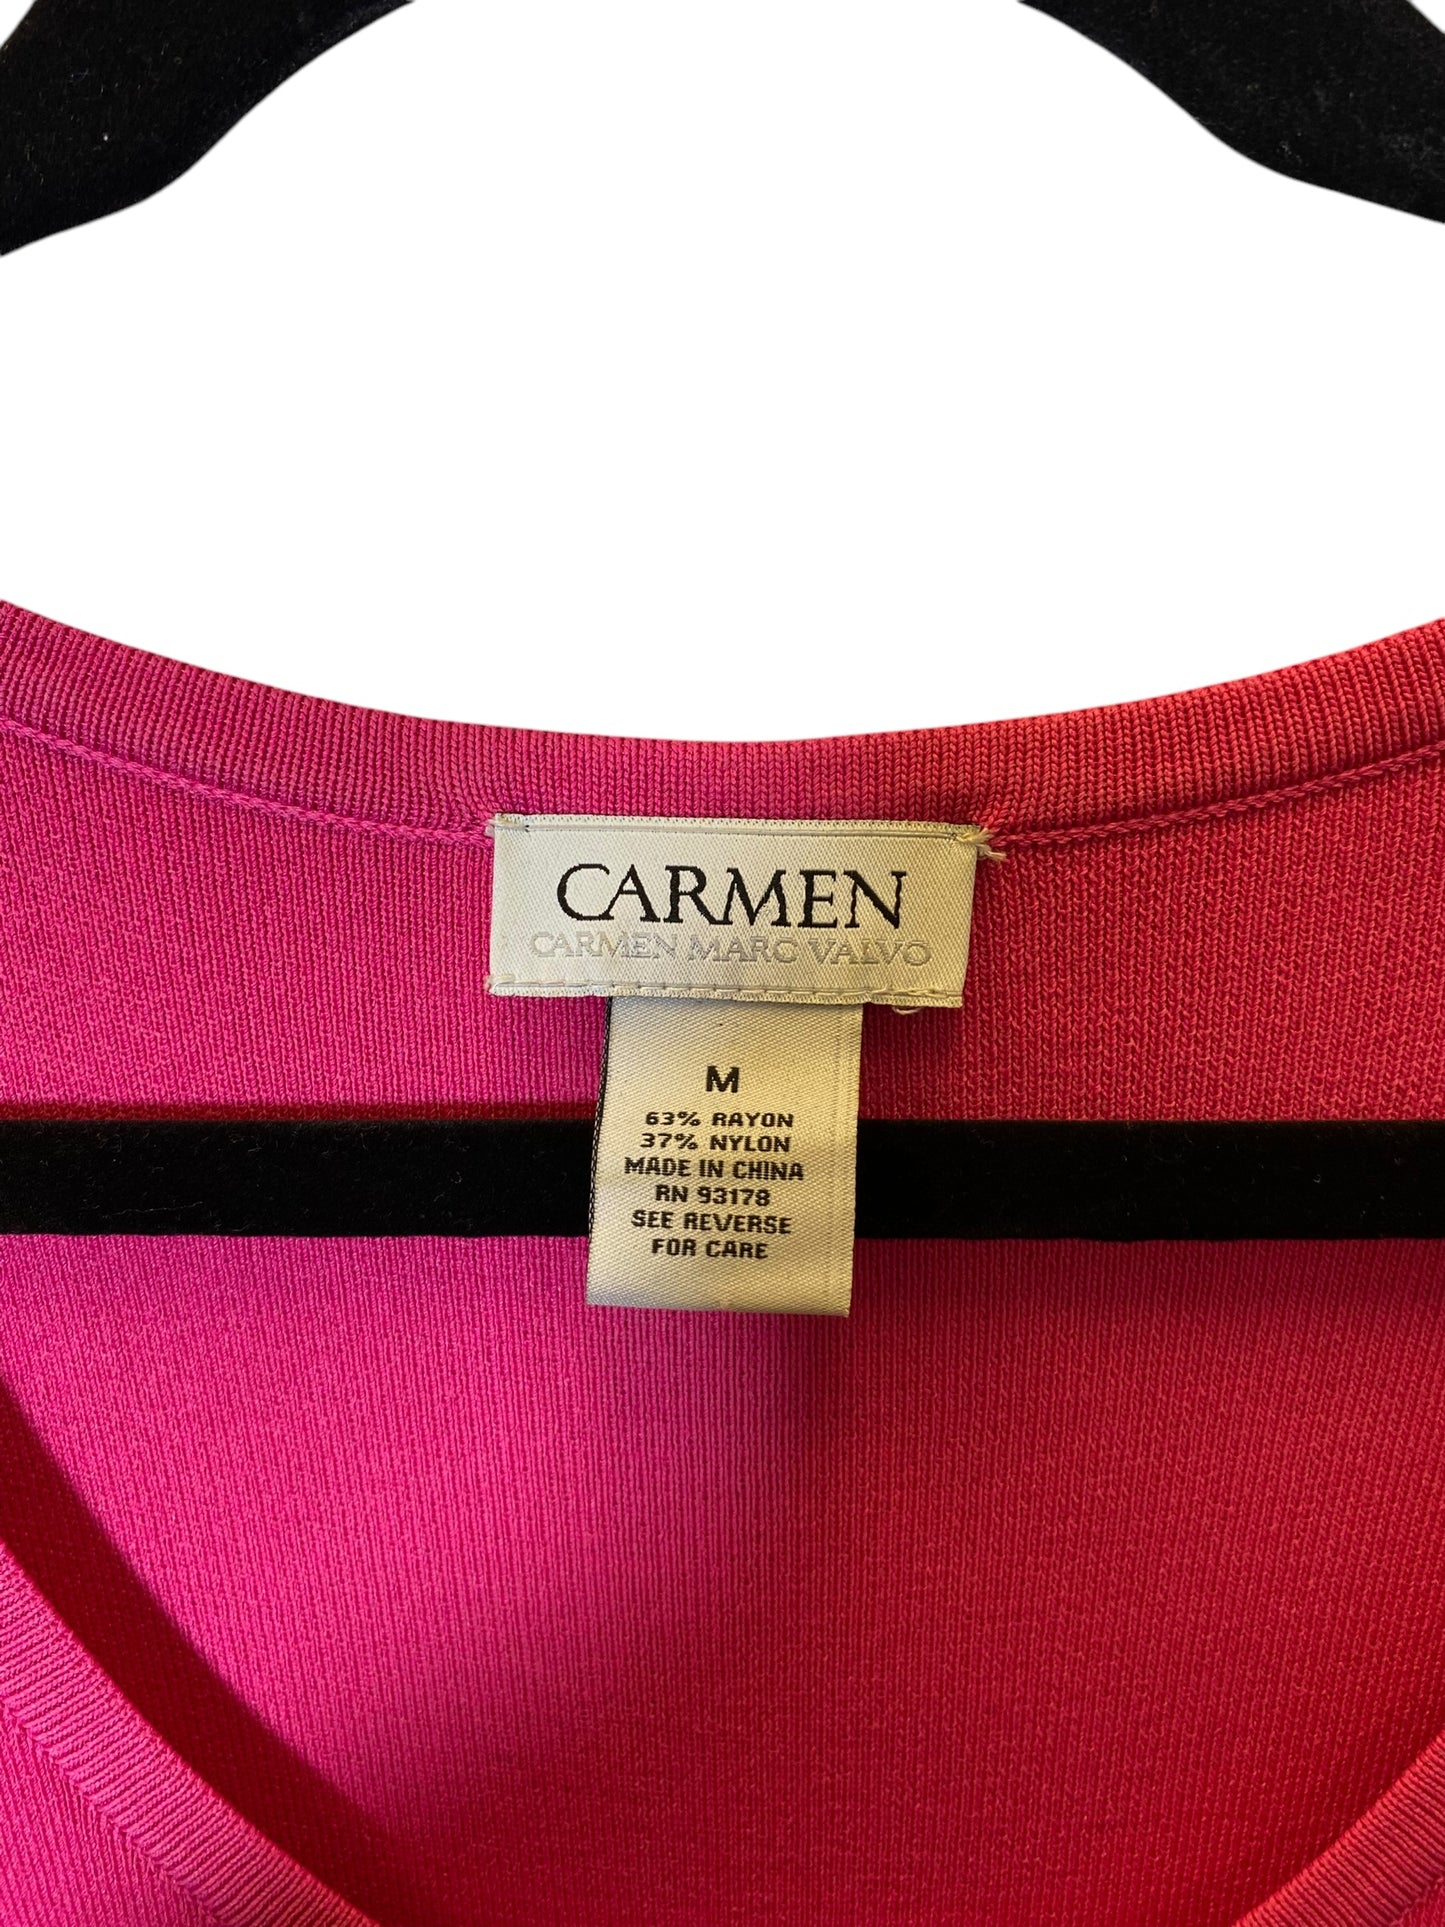 CARMEN
CARMEN MARC VALVO
M
63% RAYON
37% NYLON
MADE IN CHINA
RN 93178
SEE REVERSE
FOR CARE